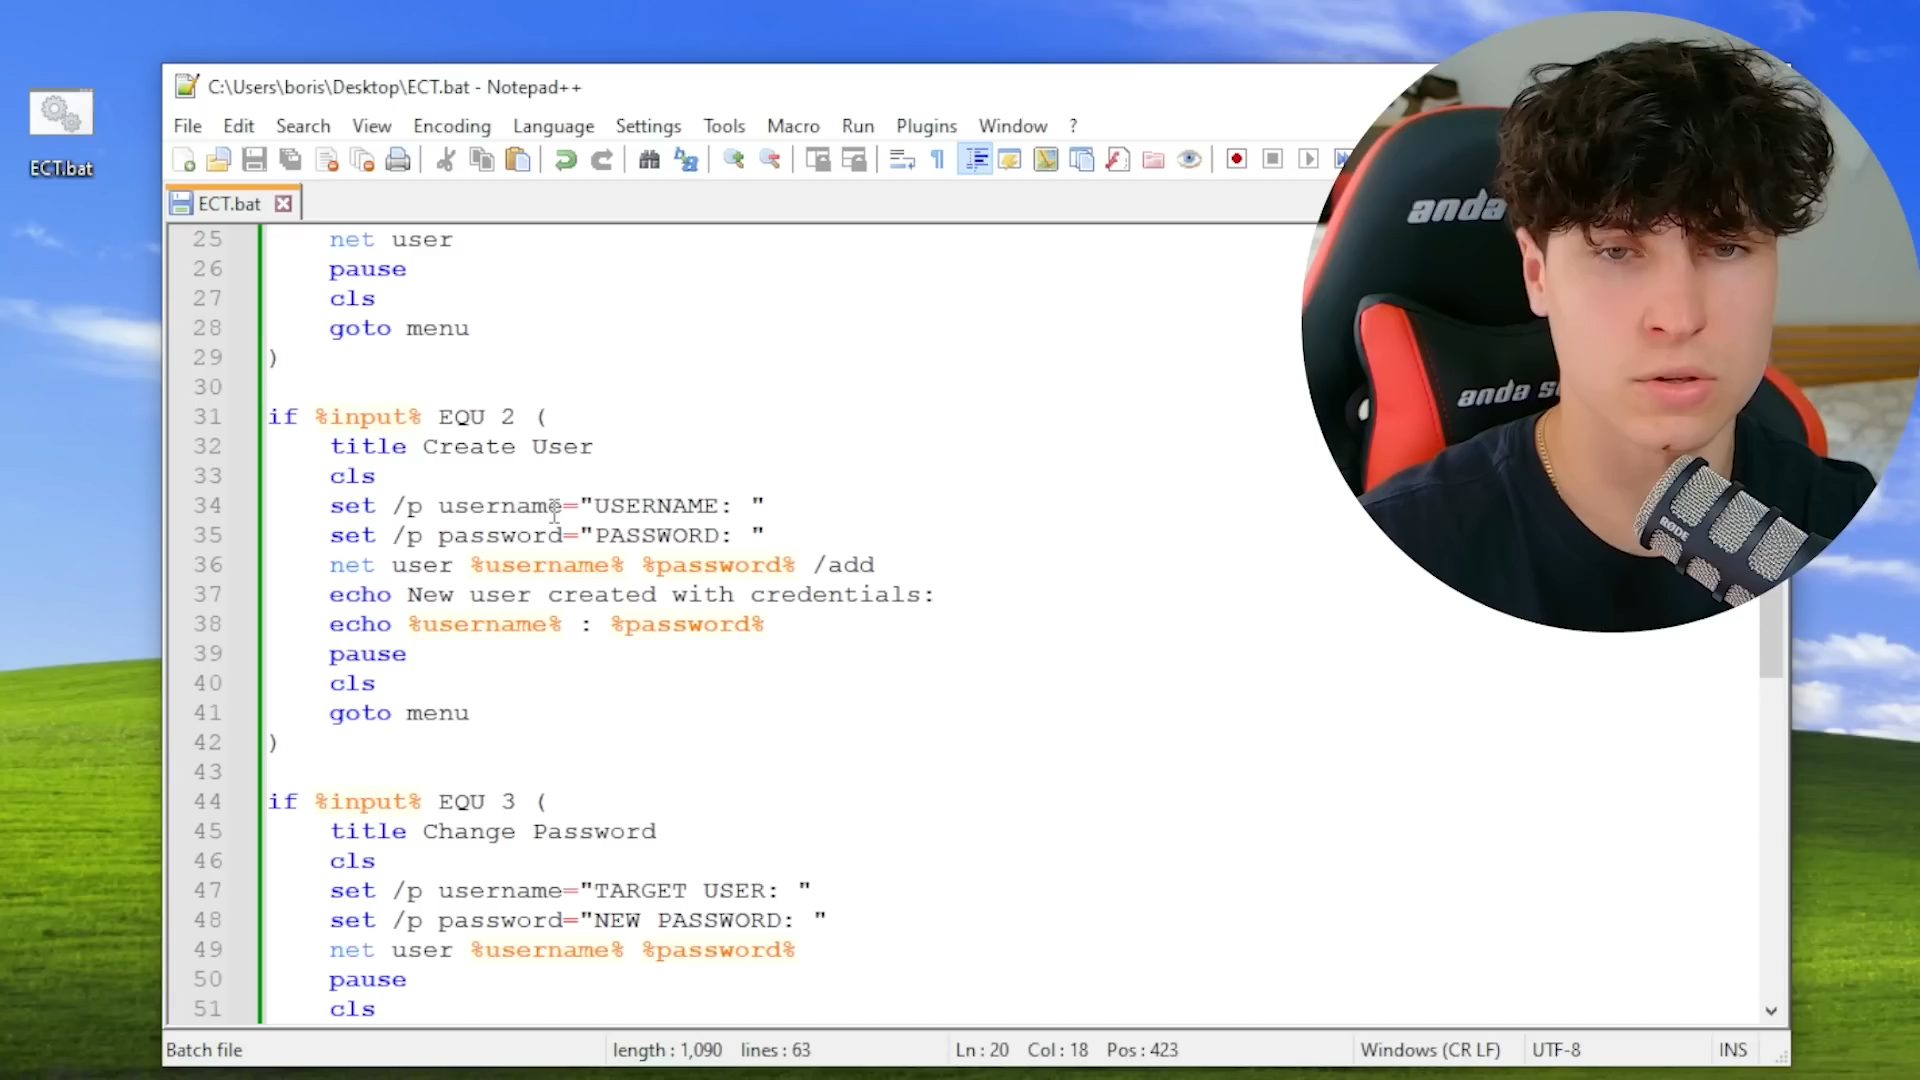 C:\Users\boris\Desktop\ECT.bat - Notepad++
File Edit Search View Encoding Language Settings Tools Macro Run Plugins Window ?
ECT.bat
ECT.bat
25 net user
26 pause
27 cls
28 goto menu
29 )
30
31 if %input% EQU 2 (
32 title Create User
33 cls
34 set /p username="USERNAME: "
35 set /p password="PASSWORD: "
36 net user %username% %password% /add
37 echo New user created with credentials:
38 echo %username% : %password%
39 pause
40 cls
41 goto menu
42 )
43
44 if %input% EQU 3 (
45 title Change Password
46 cls
47 set /p username="TARGET USER: "
48 set /p password="NEW PASSWORD: "
49 net user %username% %password%
50 pause
51 cls
Batch file length : 1,090 lines : 63 Ln : 20 Col : 18 Pos : 423 Windows (CR LF) UTF-8 INS
anda
anda
RØDE